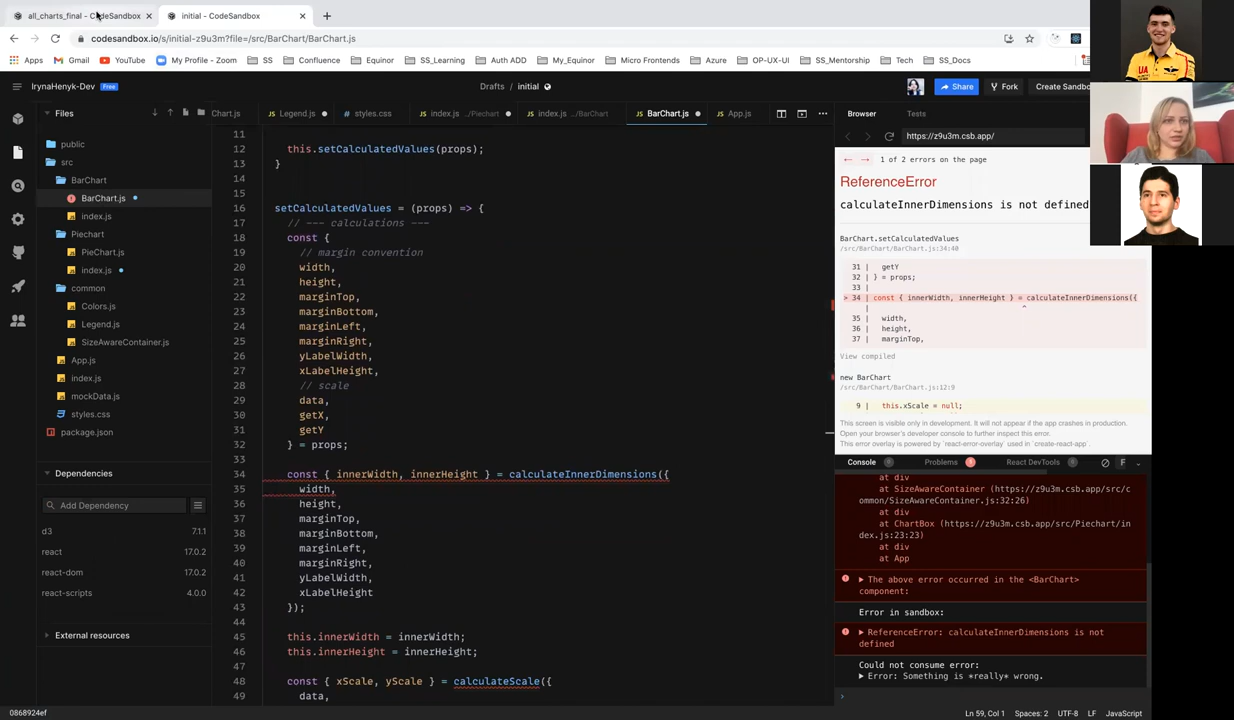 all_charts_final - CodeSandbox
initial - CodeSandbox
codesandbox.io/s/initial-z9u3m?file=/src/BarChart/BarChart.js
Apps
Gmail
YouTube
My Profile - Zoom
SS
Confluence
Equinor
SS_Learning
Auth ADD
My_Equinor
Micro Frontends
Azure
OP-UX-UI
SS_Mentorship
Tech
SS_Docs
IrynaHenyk-Dev
Free
Drafts / initial
Share
Fork
Create Sandbo
Files
Chart.js
Legend.js
styles.css
index.js ../Piechart
index.js .../BarChart
BarChart.js
App.js
Browser
Tests
public
src
BarChart
BarChart.js
index.js
Piechart
PieChart.js
index.js
common
Colors.js
Legend.js
SizeAwareContainer.js
App.js
index.js
mockData.js
styles.css
package.json
Dependencies
Add Dependency
d3 7.1.1
react 17.0.2
react-dom 17.0.2
react-scripts 4.0.0
External resources
0868924ef
11
12 this.setCalculatedValues(props);
13 }
14
15
16 setCalculatedValues = (props) => {
17 // --- calculations ---
18 const {
19 // margin convention
20 width,
21 height,
22 marginTop,
23 marginBottom,
24 marginLeft,
25 marginRight,
26 yLabelWidth,
27 xLabelHeight,
28 // scale
29 data,
30 getX,
31 getY
32 } = props;
33
34 const { innerWidth, innerHeight } = calculateInnerDimensions({
35 width,
36 height,
37 marginTop,
38 marginBottom,
39 marginLeft,
40 marginRight,
41 yLabelWidth,
42 xLabelHeight
43 });
44
45 this.innerWidth = innerWidth;
46 this.innerHeight = innerHeight;
47
48 const { xScale, yScale } = calculateScale({
49 data,
https://z9u3m.csb.app/
1 of 2 errors on the page
ReferenceError
calculateInnerDimensions is not defined
BarChart.setCalculatedValues
/src/BarChart/BarChart.js:34:40
31 | getY
32 | } = props;
33 |
> 34 | const { innerWidth, innerHeight } = calculateInnerDimensions({
| ^
35 | width,
36 | height,
37 | marginTop,
View compiled
new BarChart
/src/BarChart/BarChart.js:12:9
9 | this.xScale = null;
This screen is visible only in development. It will not appear if the app crashes in production.
Open your browser's developer console to further inspect this error.
This error overlay is powered by `react-error-overlay` used in `create-react-app`.
Console 0
Problems
React DevTools 0
F
at div
at SizeAwareContainer (https://z9u3m.csb.app/src/c
ommon/SizeAwareContainer.js:32:26)
at div
at ChartBox (https://z9u3m.csb.app/src/Piechart/in
dex.js:23:23)
at div
at App
The above error occurred in the <BarChart>
component:
Error in sandbox:
ReferenceError: calculateInnerDimensions is not
defined
Could not consume error:
Error: Something is *really* wrong.
Ln 59, Col 1
Spaces: 2
UTF-8
LF
JavaScript